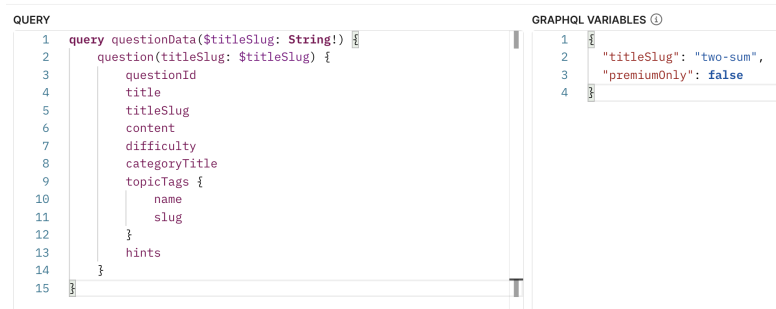 QUERY
1 query questionData($titleSlug: String!) {
2     question(titleSlug: $titleSlug) {
3         questionId
4         title
5         titleSlug
6         content
7         difficulty
8         categoryTitle
9         topicTags {
10             name
11             slug
12         }
13         hints
14     }
15 }
GRAPHQL VARIABLES
1 {
2   "titleSlug": "two-sum",
3   "premiumOnly": false
4 }